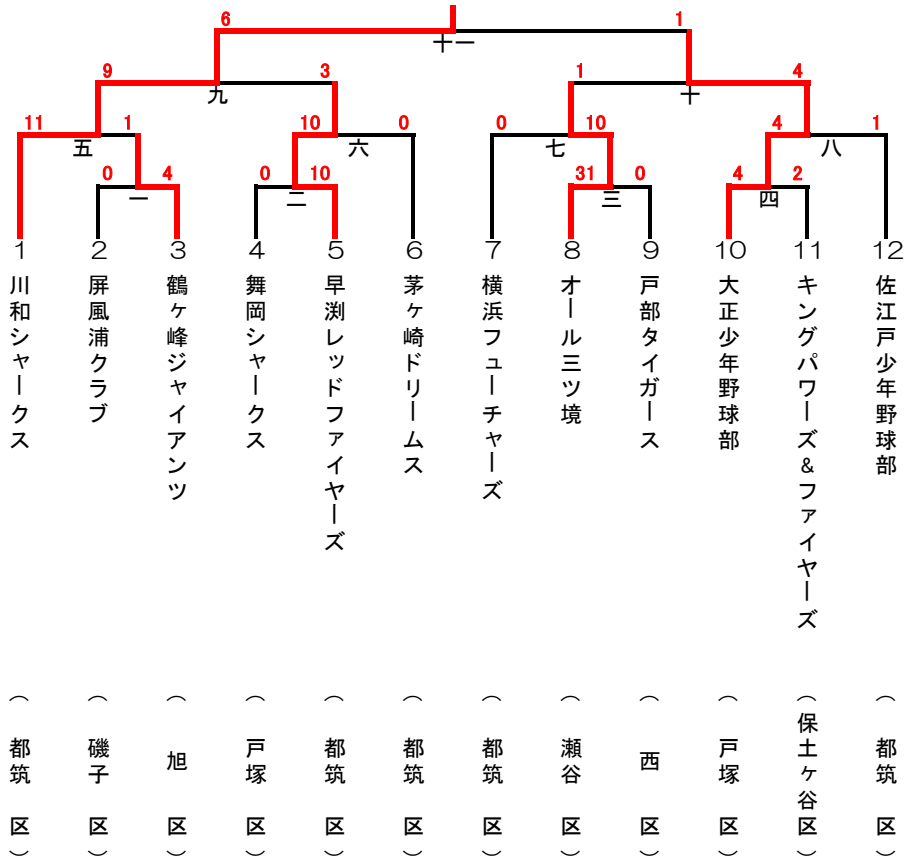 6 1
十一
9 3 1 4
九 十
11 1 10 0 0 10 4 1
五 六 七 八
0 4 0 10 31 0 4 2
一 二 三 四
1 2 3 4 5 6 7 8 9 10 11 12
川和シャークス
屏風浦クラブ
鶴ヶ峰ジャイアンツ
舞岡シャークス
早渕レッドファイヤーズ
茅ヶ崎ドリームス
横浜フューチャーズ
オール三ツ境
戸部タイガース
大正少年野球部
キングパワーズ&ファイヤーズ
佐江戸少年野球部
（都筑 区）
（磯子 区）
（旭 区）
（戸塚 区）
（都筑 区）
（都筑 区）
（都筑 区）
（瀬谷 区）
（西 区）
（戸塚 区）
（保土ヶ谷区）
（都筑 区）